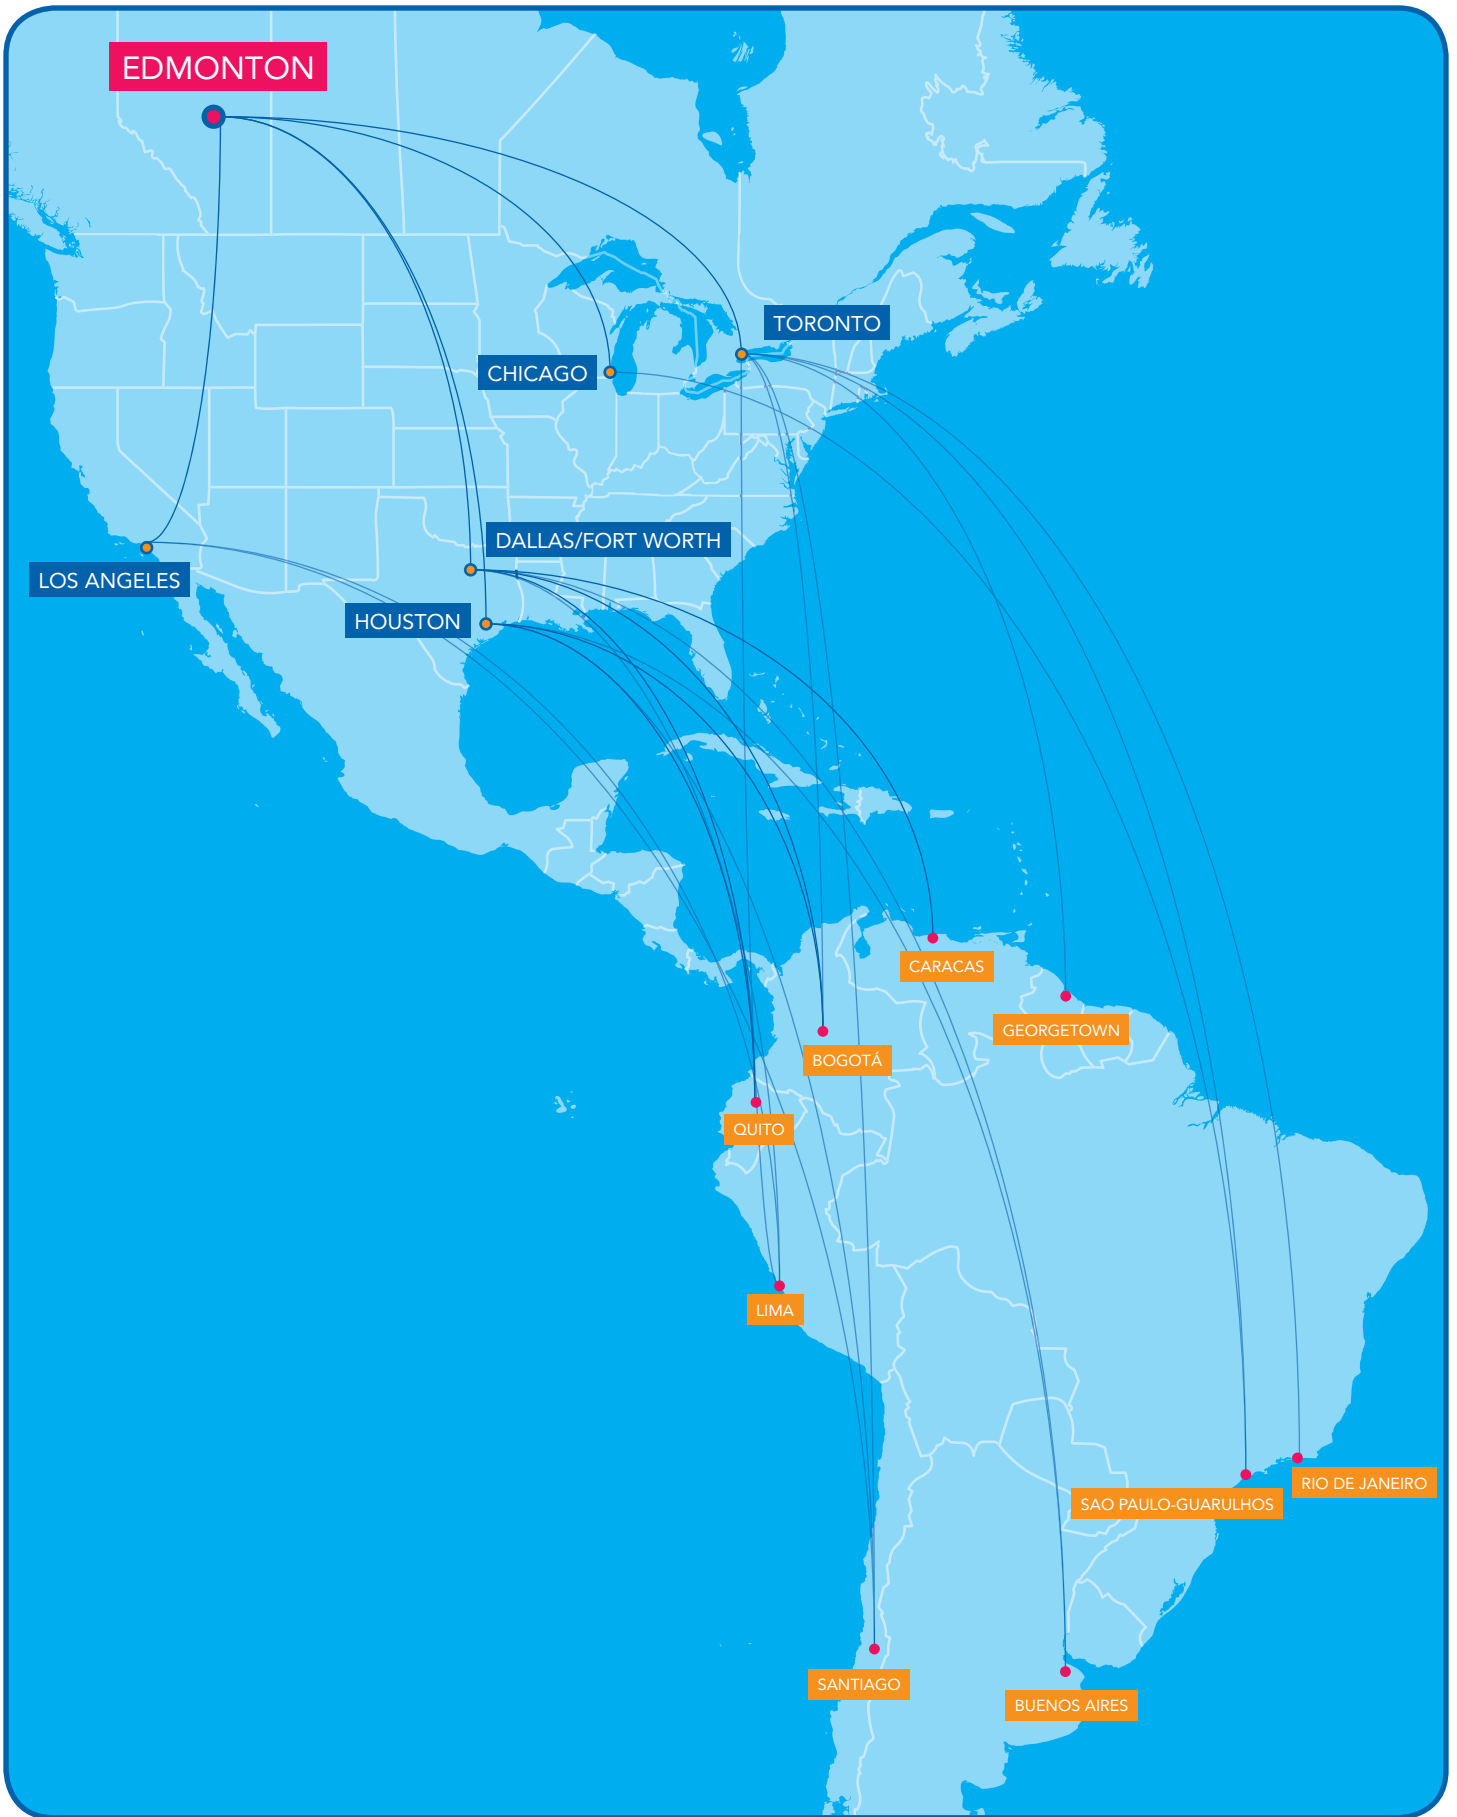 EDMONTON
TORONTO
CHICAGO
DALLAS/FORT WORTH
LOS ANGELES
HOUSTON
CARACAS
GEORGETOWN
BOGOTÁ
QUITO
LIMA
RIO DE JANEIRO
SAO PAULO-GUARULHOS
SANTIAGO
BUENOS AIRES